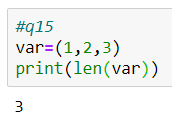 #q15
var=(1,2,3)
print(len(var))
3